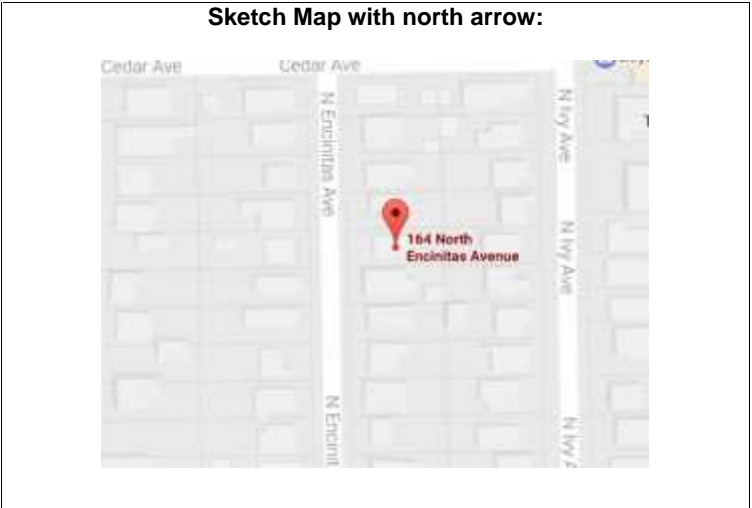 Sketch Map with north arrow:
Cedar Ave
Cedar Ave
N Encinitas Ave
N Ivy Ave
164 North
Encinitas Avenue
N Ivy Ave
N Encinit
N Ivy A